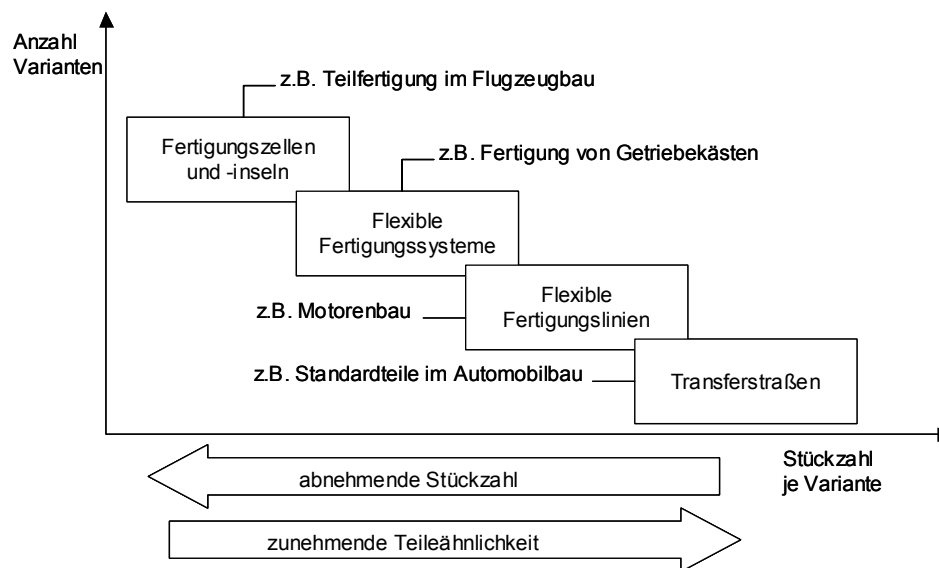 Anzahl
Varianten
z.B. Teilfertigung im Flugzeugbau
Fertigungszellen
und -inseln
z.B. Fertigung von Getriebekästen
Flexible
Fertigungssysteme
Flexible
Fertigungslinien
z.B. Motorenbau
z.B. Standardteile im Automobilbau
Transferstraßen
Stückzahl
je Variante
abnehmende Stückzahl
zunehmende Teileähnlichkeit